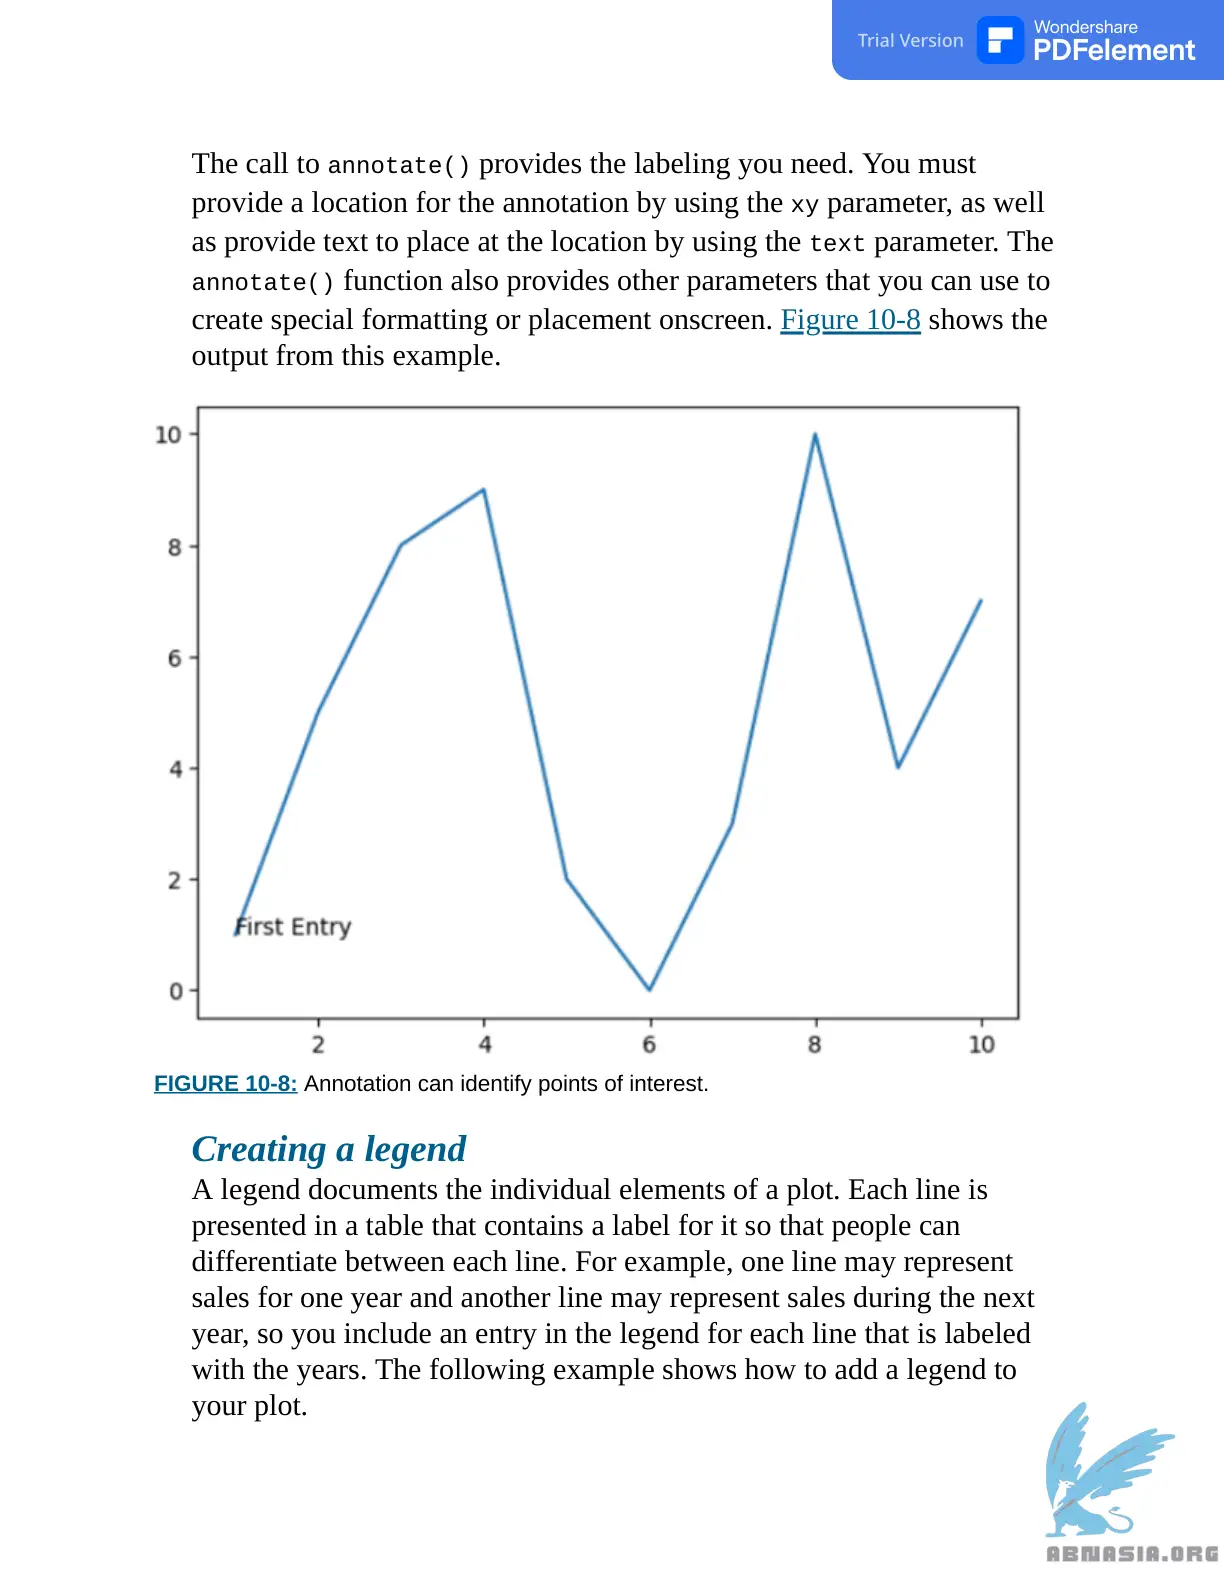 Trial Version
Wondershare
PDFelement
The call to annotate() provides the labeling you need. You must
provide a location for the annotation by using the xy parameter, as well
as provide text to place at the location by using the text parameter. The
annotate() function also provides other parameters that you can use to
create special formatting or placement onscreen. Figure 10-8 shows the
output from this example.
10
8
6
4
2
First Entry
0
2 4 6 8 10
FIGURE 10-8: Annotation can identify points of interest.
Creating a legend
A legend documents the individual elements of a plot. Each line is
presented in a table that contains a label for it so that people can
differentiate between each line. For example, one line may represent
sales for one year and another line may represent sales during the next
year, so you include an entry in the legend for each line that is labeled
with the years. The following example shows how to add a legend to
your plot.
ABNASIA.ORG